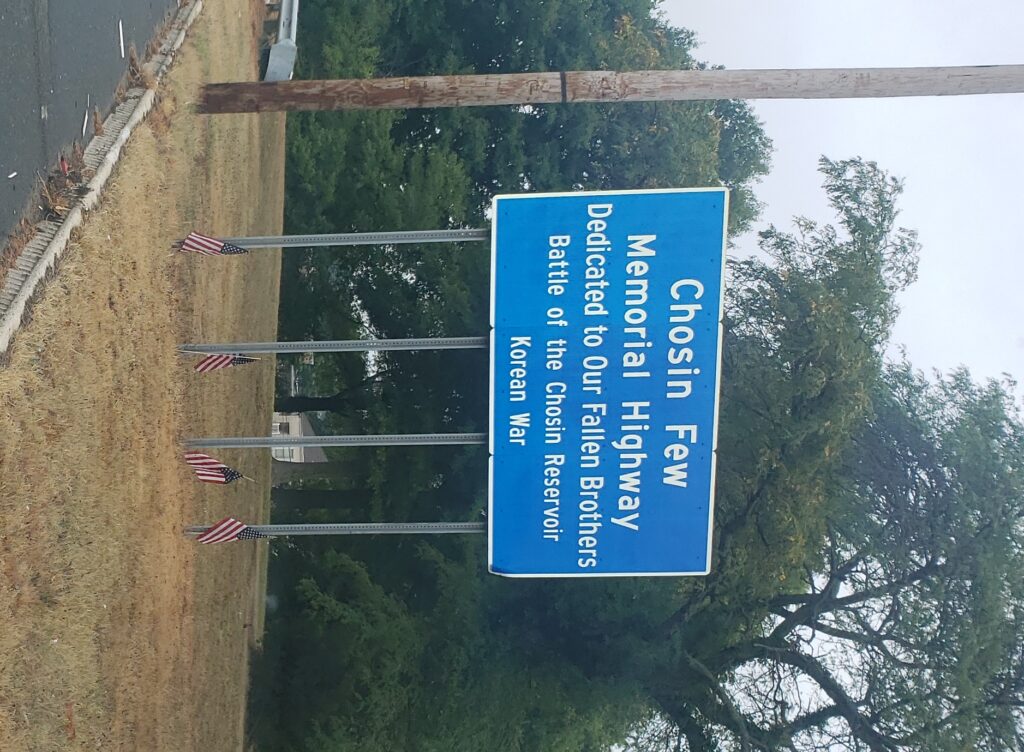 Chosin Few
Memorial Highway
Dedicated to Our Fallen Brothers
Battle of the Chosin Reservoir
Korean War